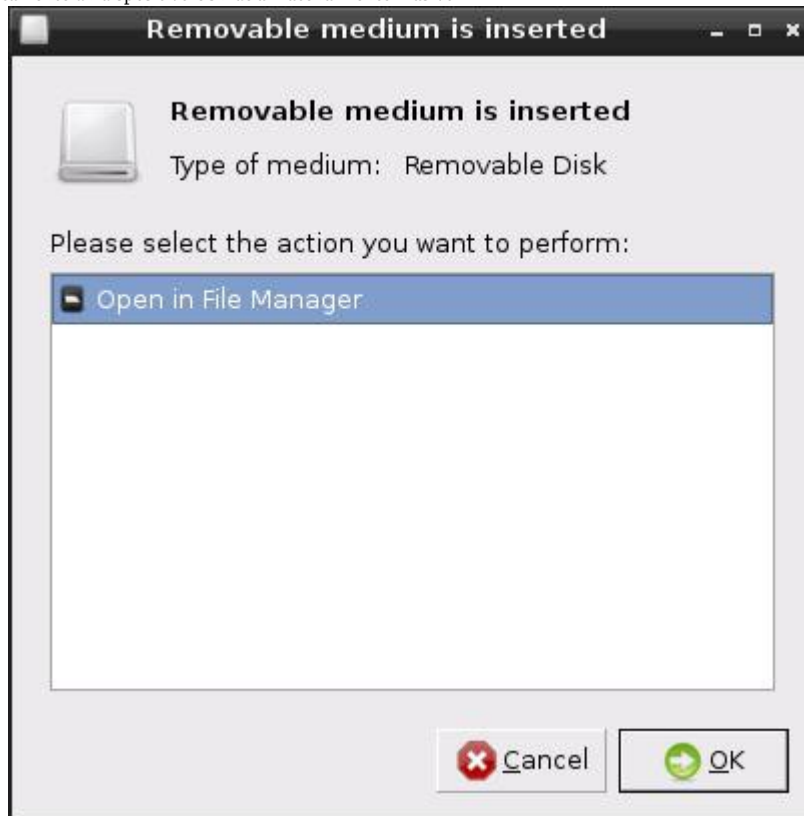 Removable medium is inserted
Removable medium is inserted
Type of medium: Removable Disk
Please select the action you want to perform:
Open in File Manager
Cancel
OK